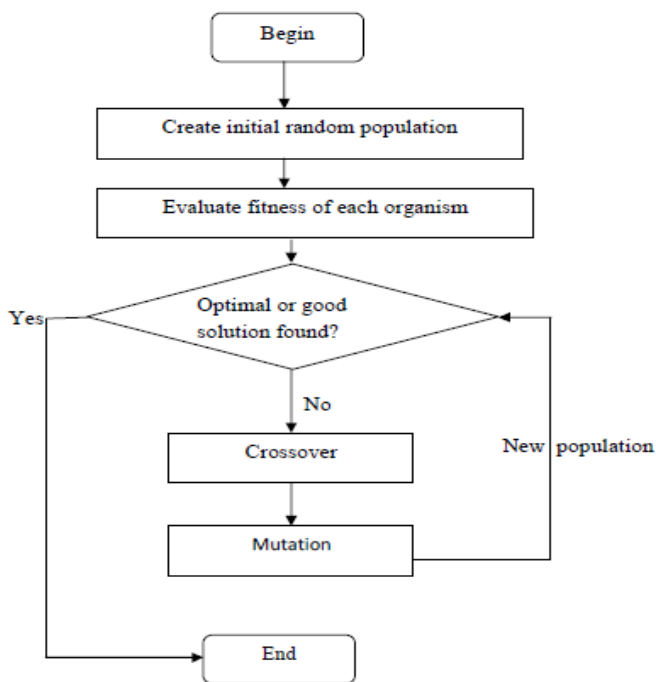 Begin
Create initial random population
Evaluate fitness of each organism
Optimal or good
solution found?
Yes
No
Crossover
New population
Mutation
End